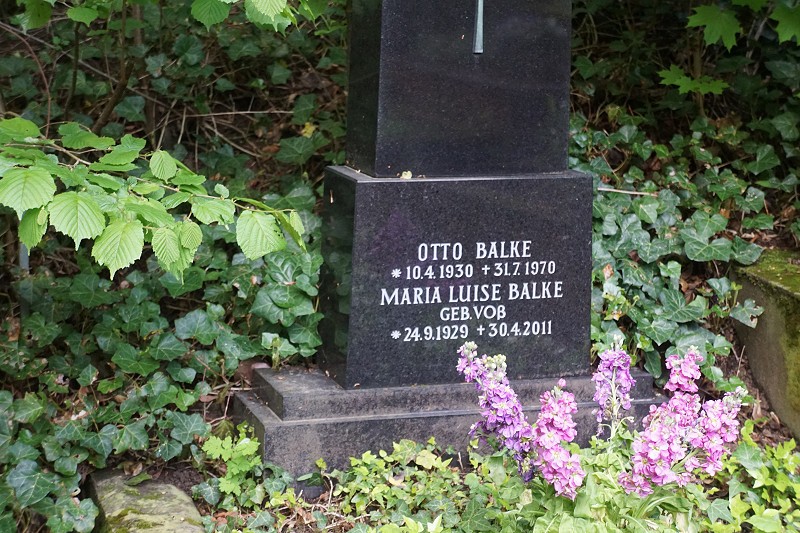 OTTO BALKE
* 10.4.1930 + 31.7.1970
MARIA LUISE BALKE
GEB.VOß
* 24.9.1929 + 30.4.2011